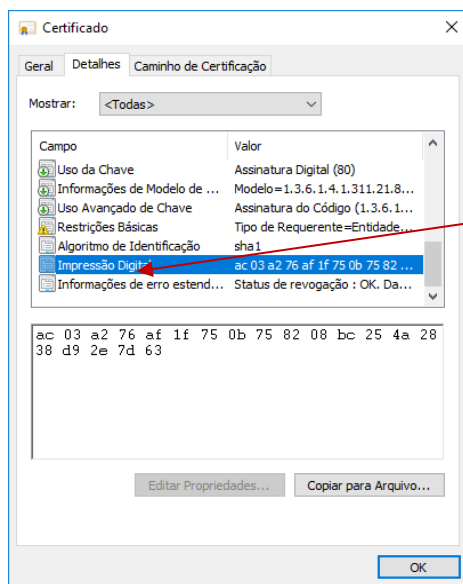 Certificado
Geral Detalhes Caminho de Certificação
Mostrar: <Todas>
Campo Valor
Uso da Chave Assinatura Digital (80)
Informações de Modelo de ... Modelo=1.3.6.1.4.1.311.21.8...
Uso Avançado de Chave Assinatura do Código (1.3.6.1...
Restrições Básicas Tipo de Requerente=Entidade...
Algoritmo de Identificação sha1
Impressão Digital ac 03 a2 76 af 1f 75 0b 75 82 ...
Informações de erro estend... Status de revogação : OK. Da...
ac 03 a2 76 af 1f 75 0b 75 82 08 bc 25 4a 28
38 d9 2e 7d 63
Editar Propriedades... Copiar para Arquivo...
OK